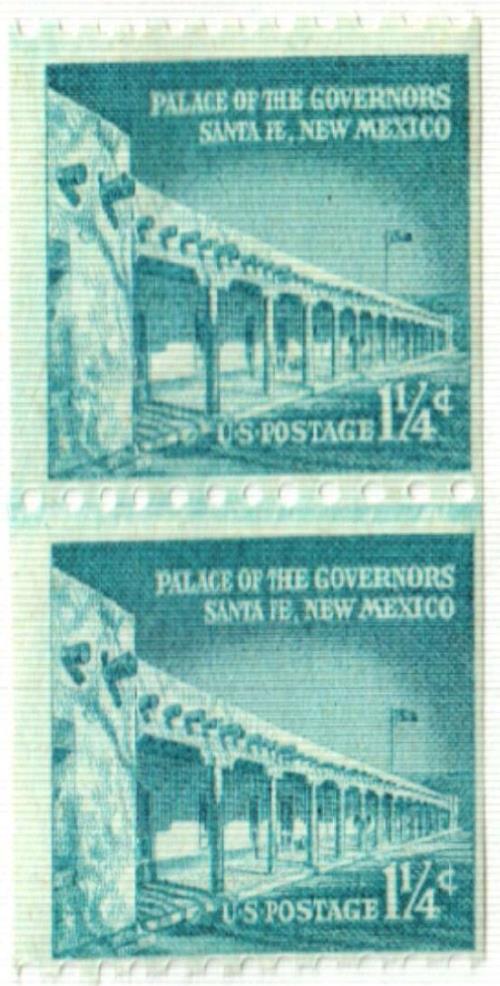 PALACE OF THE GOVERNORS
SANTA FE, NEW MEXICO
U·S·POSTAGE 1¼¢
PALACE OF THE GOVERNORS
SANTA FE, NEW MEXICO
U·S·POSTAGE 1¼¢